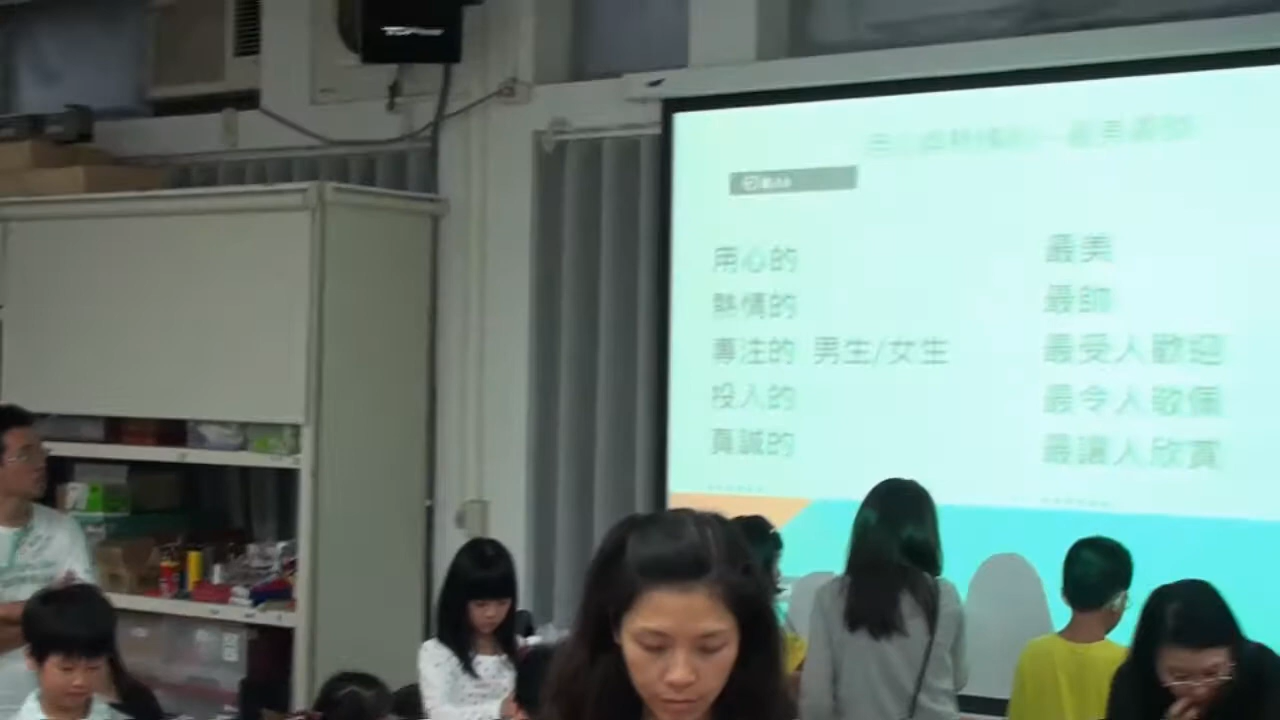 用心的
熱情的
專注的 男生/女生
投入的
真誠的
......
最美
最帥
最受人歡迎
最令人敬佩
最讓人欣賞
......